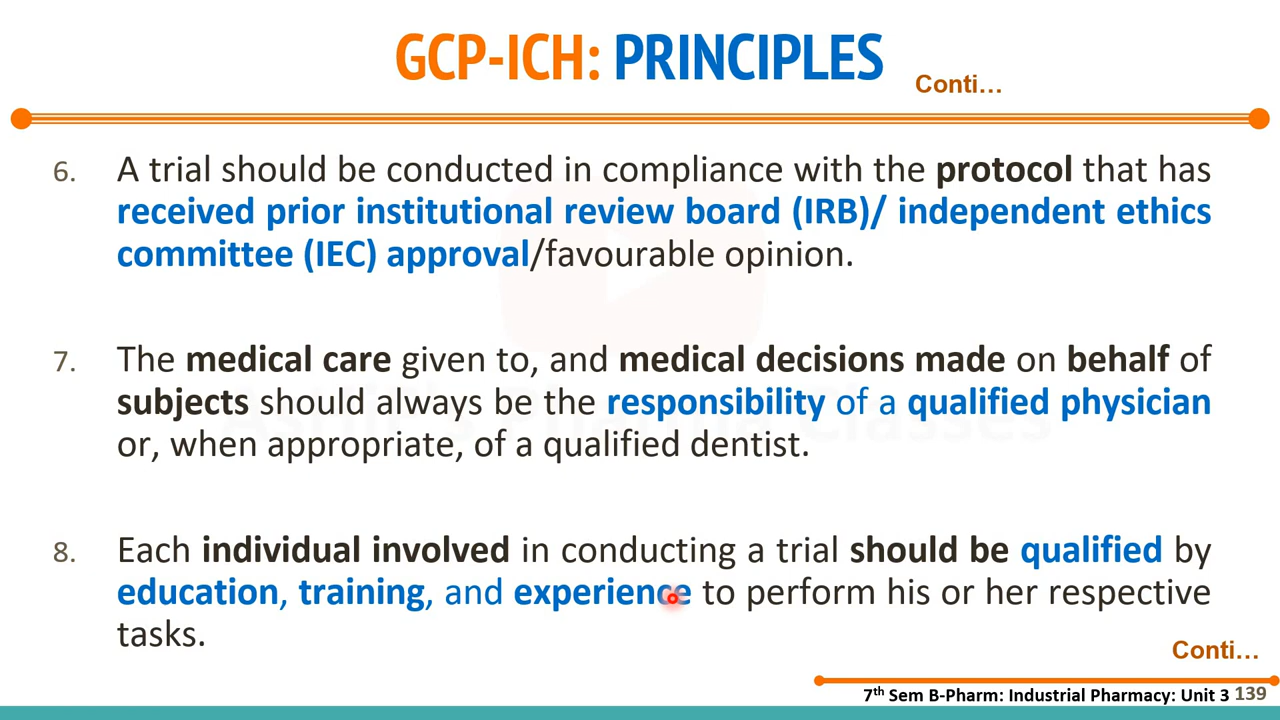 GCP-ICH: PRINCIPLES
Conti...
6. A trial should be conducted in compliance with the protocol that has
received prior institutional review board (IRB)/ independent ethics
committee (IEC) approval/favourable opinion.
7. The medical care given to, and medical decisions made on behalf of
subjects should always be the responsibility of a qualified physician
or, when appropriate, of a qualified dentist.
8. Each individual involved in conducting a trial should be qualified by
education, training, and experience to perform his or her respective
tasks.
Conti...
7th Sem B-Pharm: Industrial Pharmacy: Unit 3 139